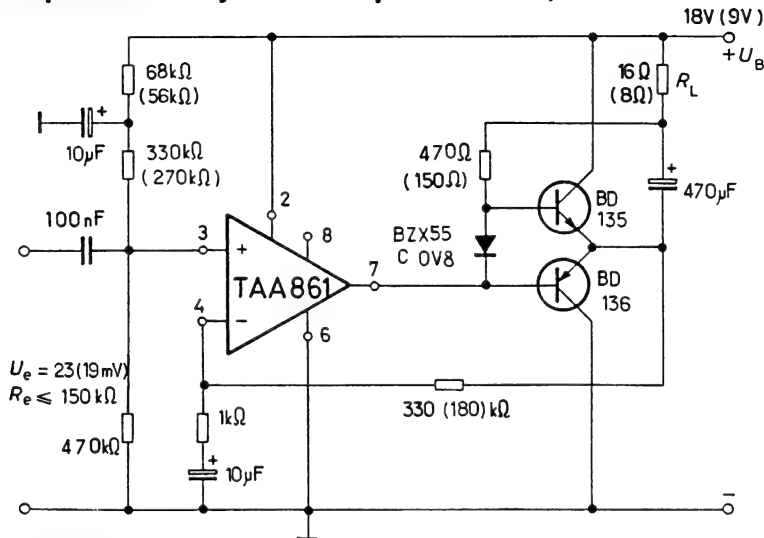 18V (9V)
+ U_B
68kΩ
(56kΩ)
+
10µF
330kΩ
(270kΩ)
100nF
16Ω
(8Ω)
R_L
470Ω
(150Ω)
+
470µF
BD
135
BZX55
C 0V8
BD
136
2
3
8
+
TAA861
7
4
−
6
U_e = 23(19mV)
R_e ≤ 150kΩ
330 (180) kΩ
1kΩ
470kΩ
+
10µF
−